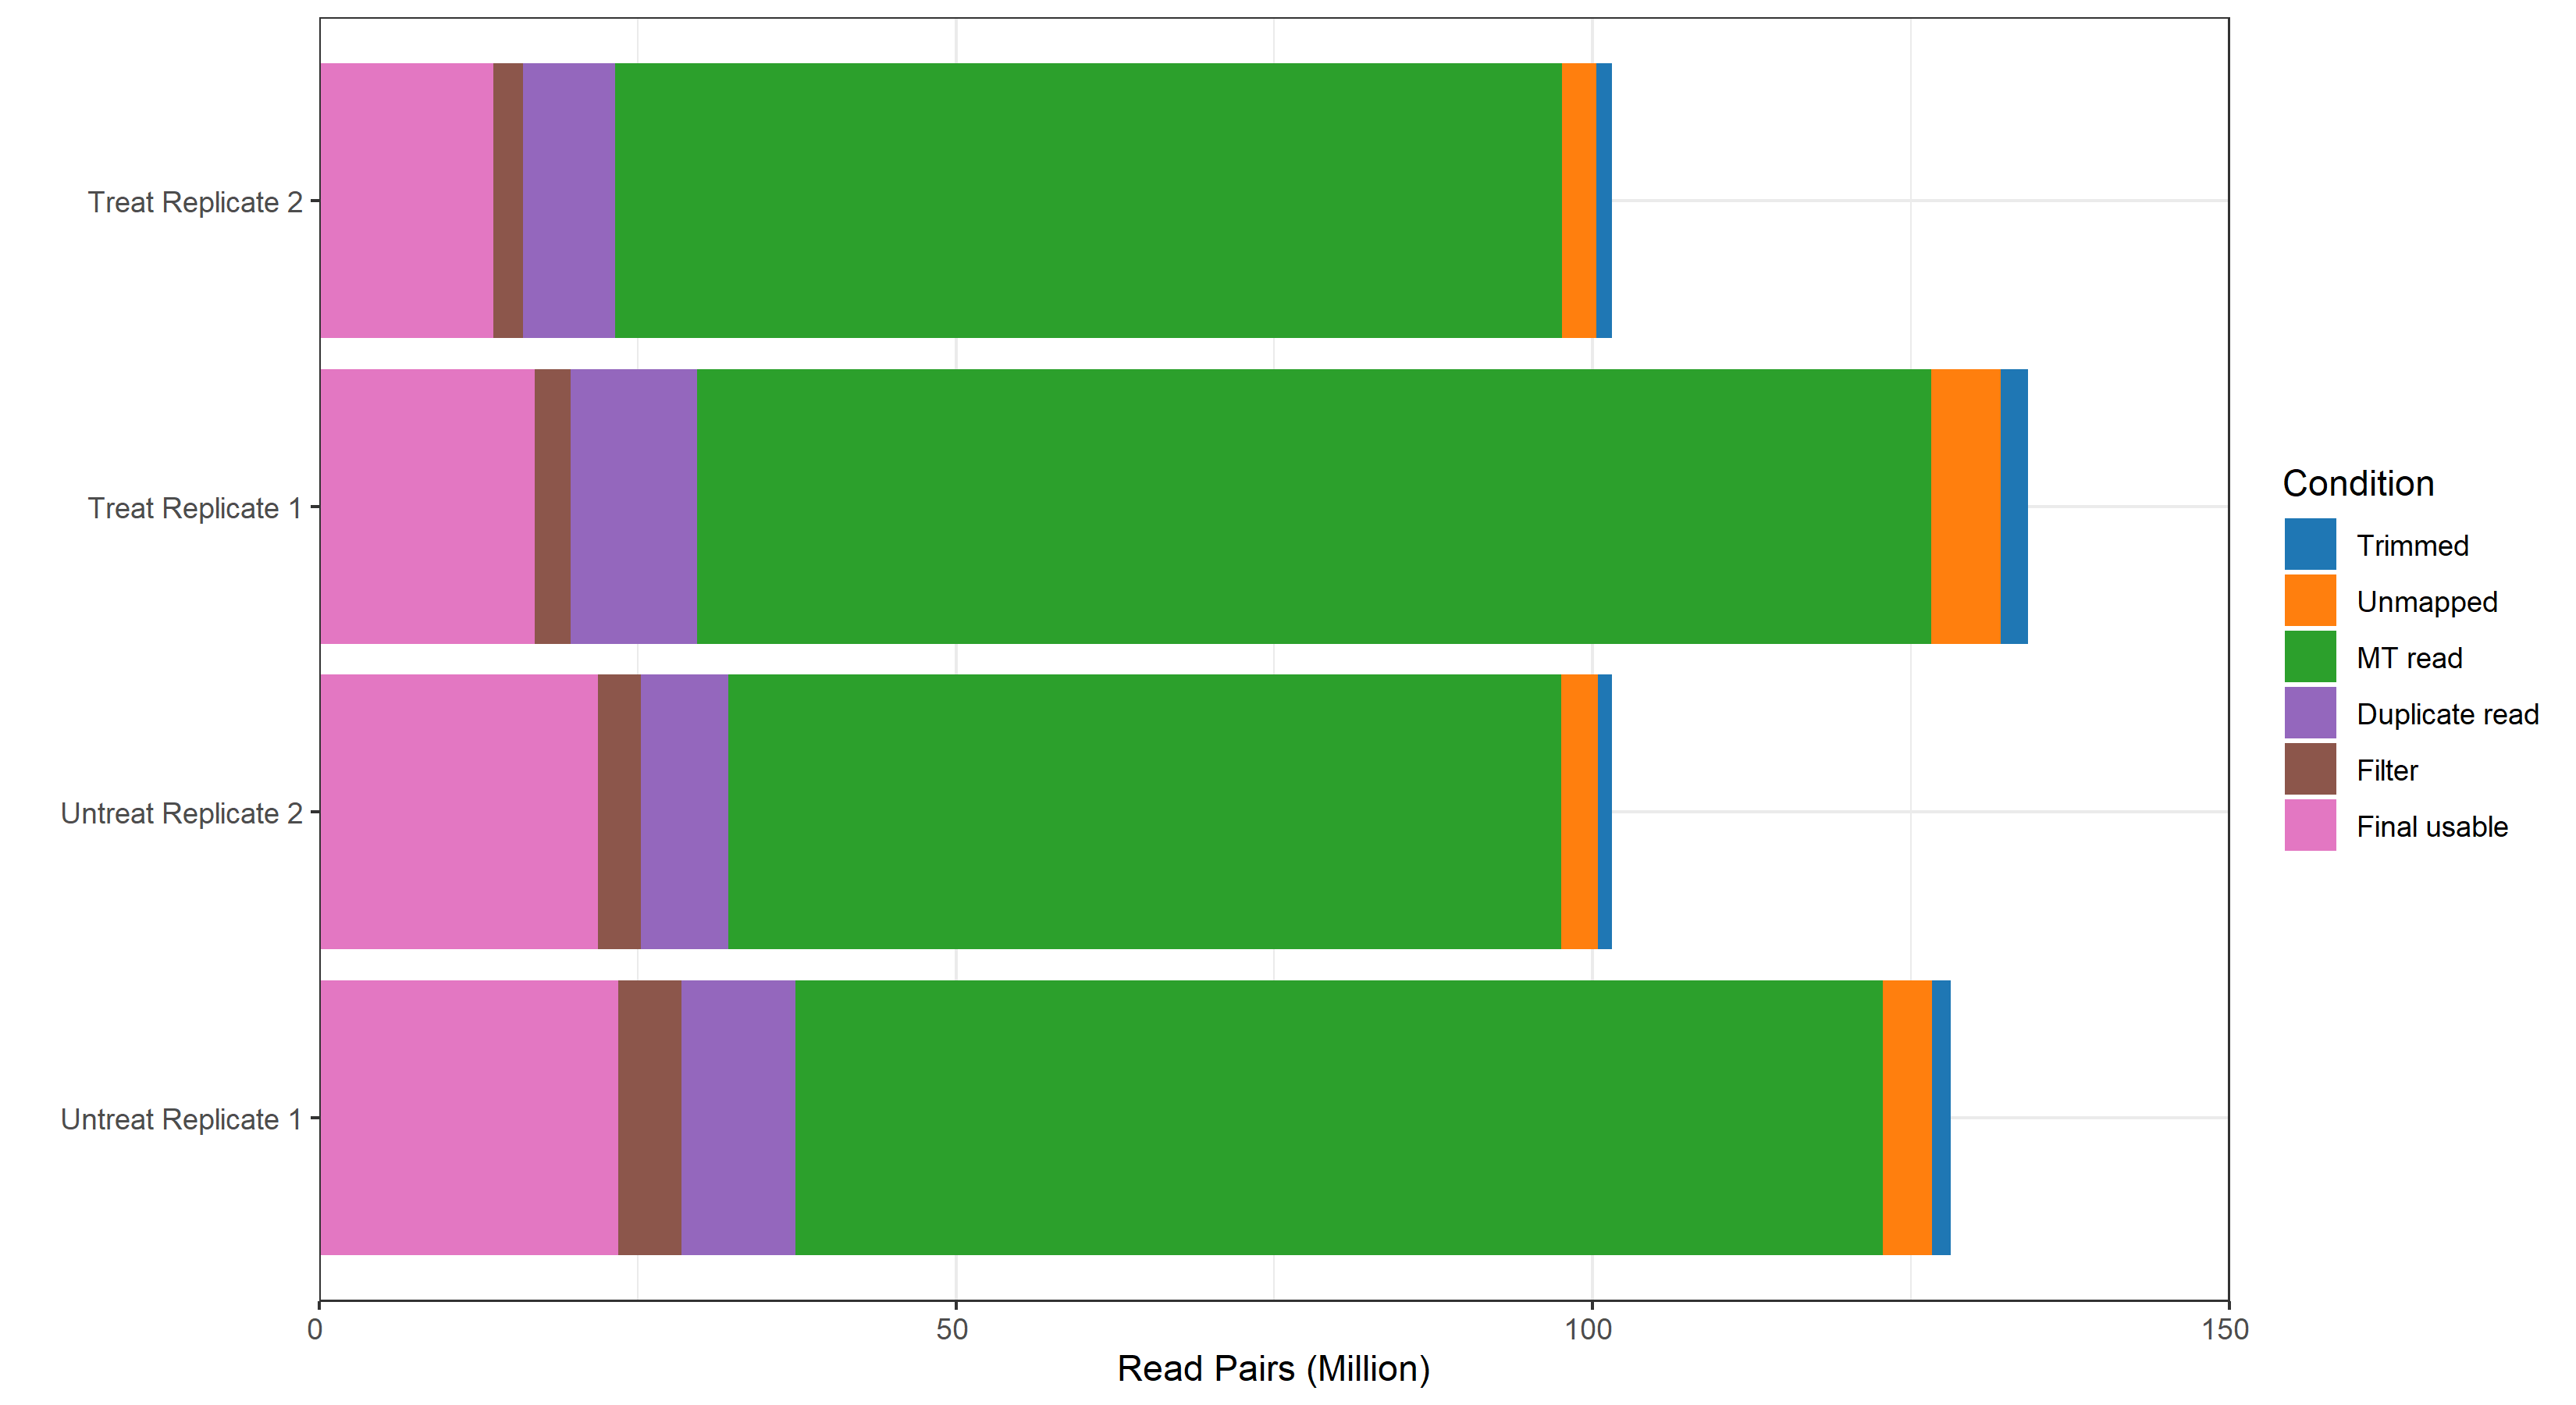 Treat Replicate 2
Treat Replicate 1
Untreat Replicate 2
Untreat Replicate 1
0
50
100
150
Read Pairs (Million)
Condition
Trimmed
Unmapped
MT read
Duplicate read
Filter
Final usable